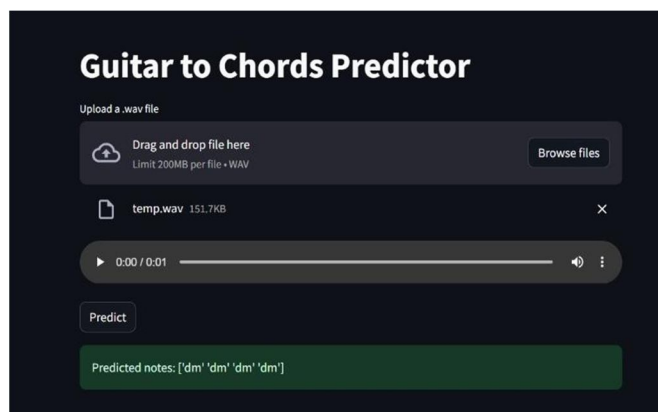 Guitar to Chords Predictor
Upload a .wav file
Drag and drop file here
Limit 200MB per file • WAV
Browse files
temp.wav 151.7KB
0:00 / 0:01
Predict
Predicted notes: ['dm' 'dm' 'dm' 'dm']